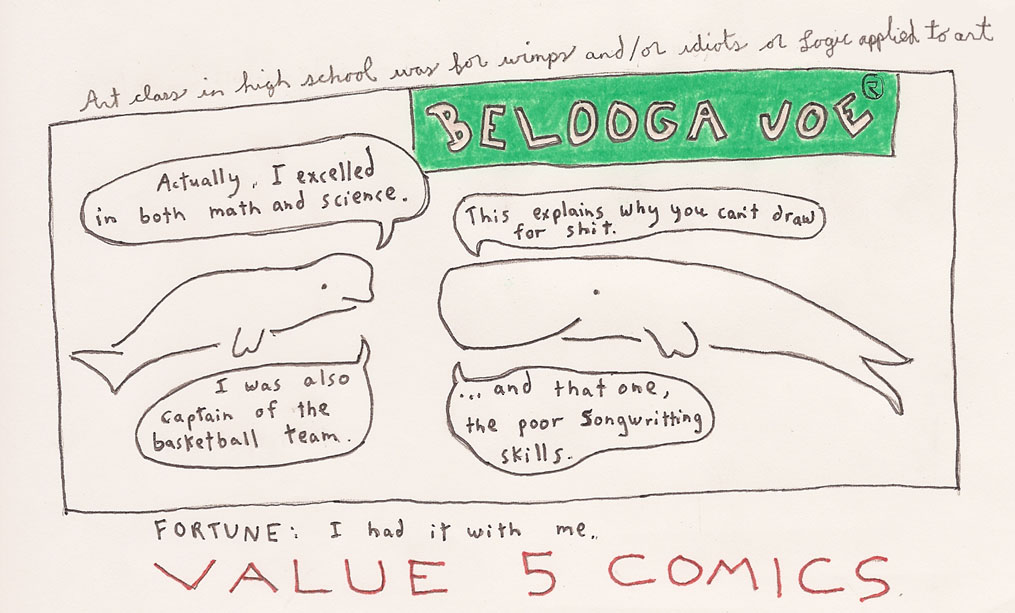 Art class in high school was for wimps and/or idiots or Logic applied to art
BELOOGA JOE ®
Actually, I excelled
in both math and science.
This explains why you can't draw
for shit.
I was also
captain of the
basketball team.
... and that one,
the poor Songwritting
skills.
FORTUNE: I had it with me..
VALUE 5 COMICS.